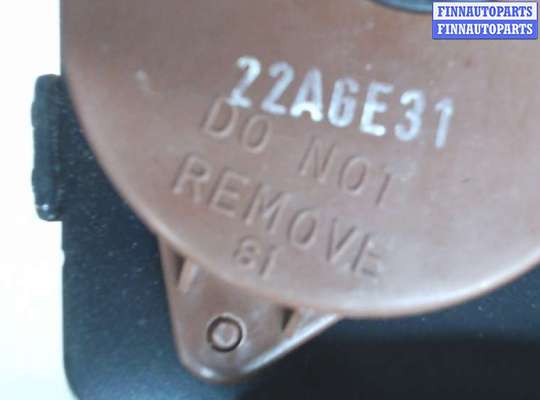 FINNAUTOPARTS
FINNAUTOPARTS
22AGE31
DO NOT
REMOVE
81